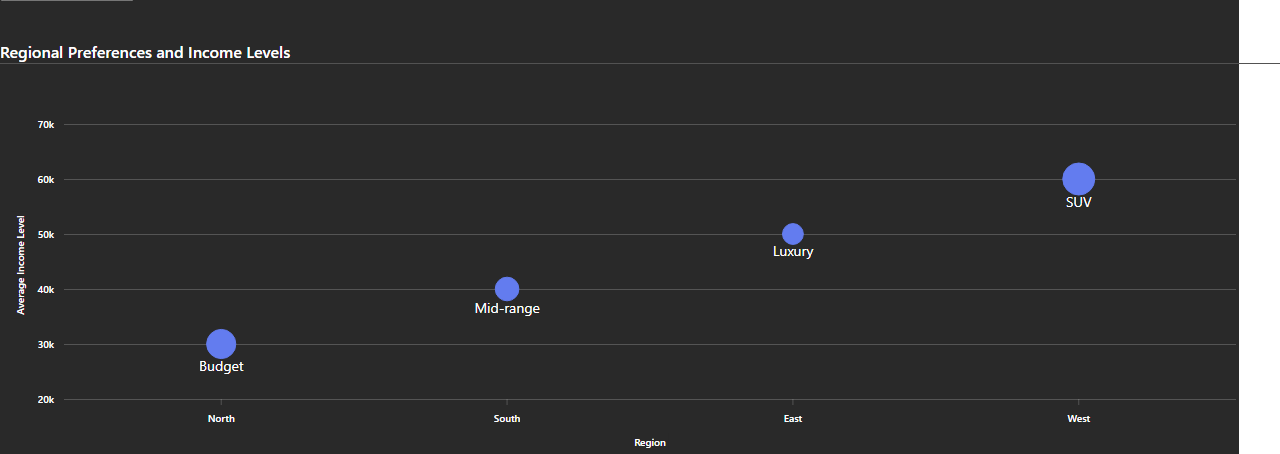 Regional Preferences and Income Levels
70k
60k
50k
40k
30k
20k
Average Income Level
SUV
Luxury
Mid-range
Budget
North South East West
Region